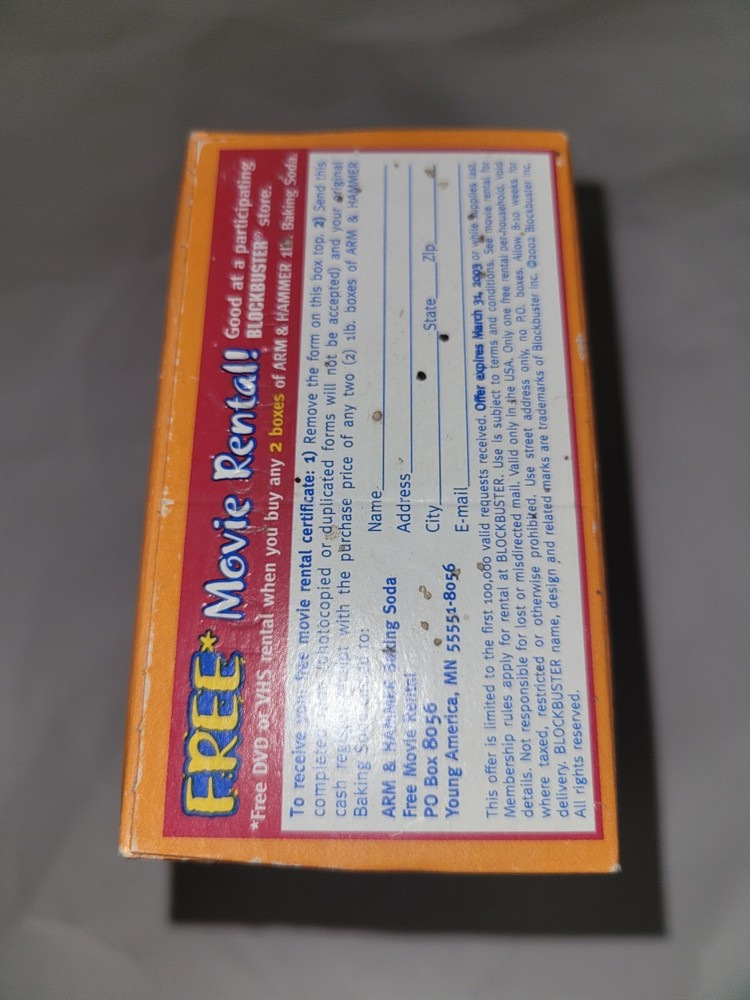 FREE* Movie Rental! Good at a participating
BLOCKBUSTER® store.
*Free DVD or VHS rental when you buy any 2 boxes of ARM & HAMMER 1lb. Baking Soda.
To receive your free movie rental certificate: 1) Remove the form on this box top. 2) Send this
complete photocopied or duplicated forms will not be accepted) and your original
cash receipt with the purchase price of any two (2) 1lb. boxes of ARM & HAMMER
Baking Soda to:
ARM & HAMMER Baking Soda
Free Movie Rental
PO Box 8056
Young America, MN 55551-8056
Name
Address
City State Zip
E-mail
This offer is limited to the first 100,000 valid requests received. Offer expires March 31, 2003 or while supplies last.
Membership rules apply for rental at BLOCKBUSTER. Use is subject to terms and conditions. See movie rental for
details. Not responsible for lost or misdirected mail. Valid only in the USA. Only one free rental per household. Void
where taxed, restricted or otherwise prohibited. Use street address only, no P.O. boxes. Allow 8-10 weeks for
delivery. BLOCKBUSTER name, design and related marks are trademarks of Blockbuster Inc. ©2002 Blockbuster Inc.
All rights reserved.